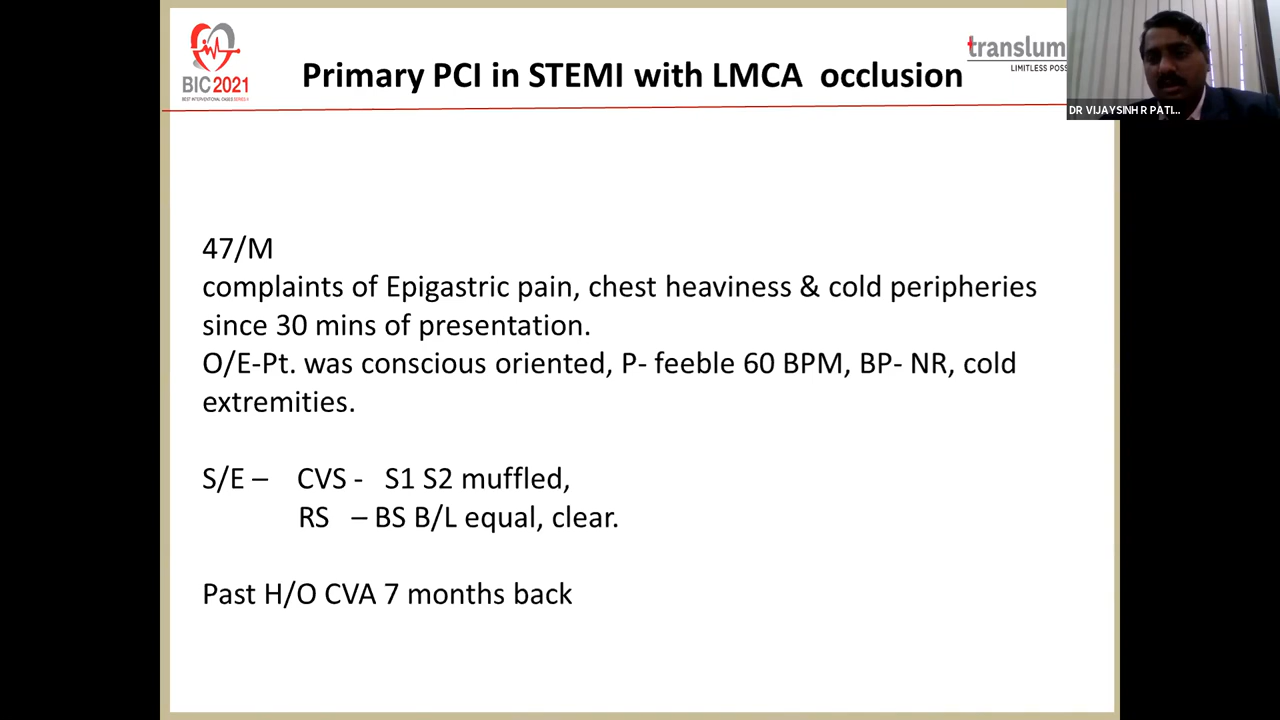 BIC 2021
BEST INTERVENTIONAL CASES SERIES II
Primary PCI in STEMI with LMCA occlusion
translum
LIMITLESS POSS
DR VIJAYSINH R PATI...
47/M
complaints of Epigastric pain, chest heaviness & cold peripheries
since 30 mins of presentation.
O/E-Pt. was conscious oriented, P- feeble 60 BPM, BP- NR, cold
extremities.
S/E – CVS - S1 S2 muffled,
RS – BS B/L equal, clear.
Past H/O CVA 7 months back